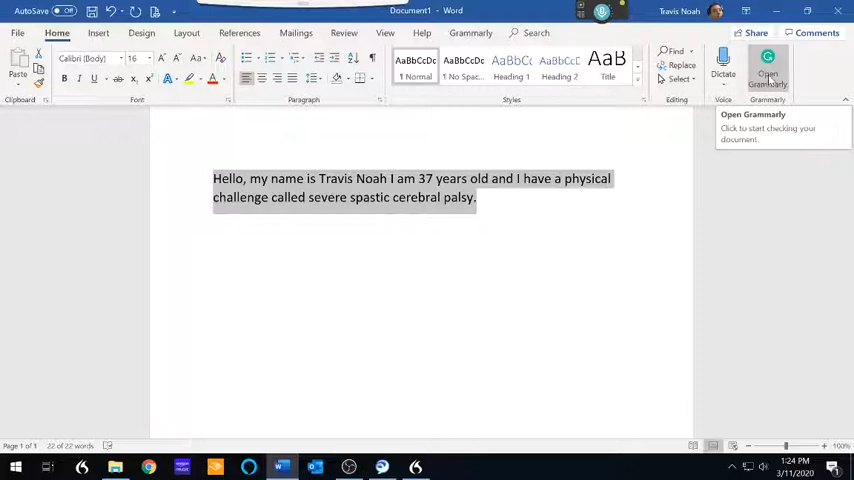 AutoSave Off Document1 - Word Travis Noah
File Home Insert Design Layout References Mailings Review View Help Grammarly Search Share Comments
Paste Calibri (Body) 16 A A Aa AaBbCcDc AaBbCcDc AaBbCc AaBbCcD AaBb Find Dictate Open Grammarly
Replace
B I U ab x x A A ¶ Normal ¶ No Spac... Heading 1 Heading 2 Title Select
Clipboard Font Paragraph Styles Editing Voice Grammarly
Open Grammarly
Click to start checking your
document.
Hello, my name is Travis Noah I am 37 years old and I have a physical
challenge called severe spastic cerebral palsy.
Page 1 of 1 22 of 22 words 100%
1:24 PM
3/11/2020